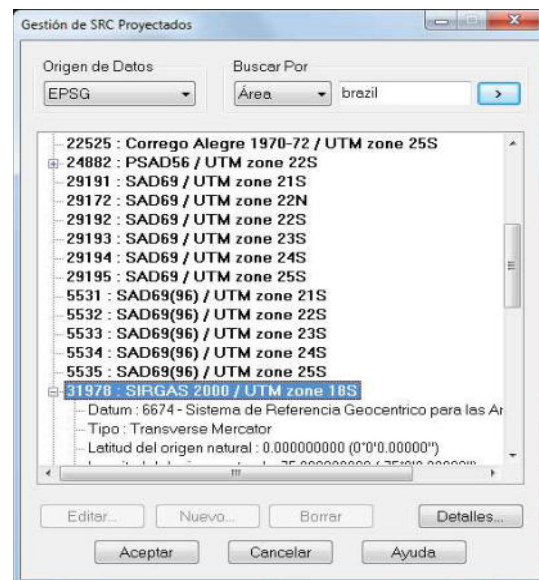 Gestión de SRC Proyectados
Origen de Datos
Buscar Por
EPSG
Área
brazil
>
22525 : Corrego Alegre 1970-72 / UTM zone 25S
24882 : PSAD56 / UTM zone 22S
29191 : SAD69 / UTM zone 21S
29172 : SAD69 / UTM zone 22N
29192 : SAD69 / UTM zone 22S
29193 : SAD69 / UTM zone 23S
29194 : SAD69 / UTM zone 24S
29195 : SAD69 / UTM zone 25S
5531 : SAD69(96) / UTM zone 21S
5532 : SAD69(96) / UTM zone 22S
5533 : SAD69(96) / UTM zone 23S
5534 : SAD69(96) / UTM zone 24S
5535 : SAD69(96) / UTM zone 25S
31978 : SIRGAS 2000 / UTM zone 18S
Datum : 6674 - Sistema de Referencia Geocentrico para las Am
Tipo : Transverse Mercator
Latitud del origen natural : 0.000000000 (0°0'0.00000")
Editar...
Nuevo...
Borrar
Detalles...
Aceptar
Cancelar
Ayuda